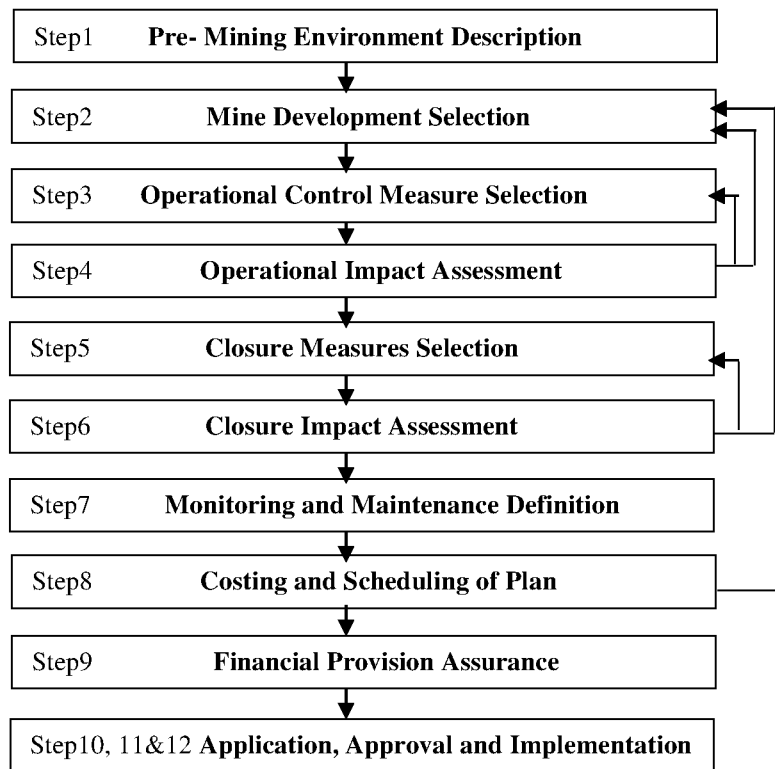 Step1 Pre- Mining Environment Description
Step2 Mine Development Selection
Step3 Operational Control Measure Selection
Step4 Operational Impact Assessment
Step5 Closure Measures Selection
Step6 Closure Impact Assessment
Step7 Monitoring and Maintenance Definition
Step8 Costing and Scheduling of Plan
Step9 Financial Provision Assurance
Step10, 11&12 Application, Approval and Implementation